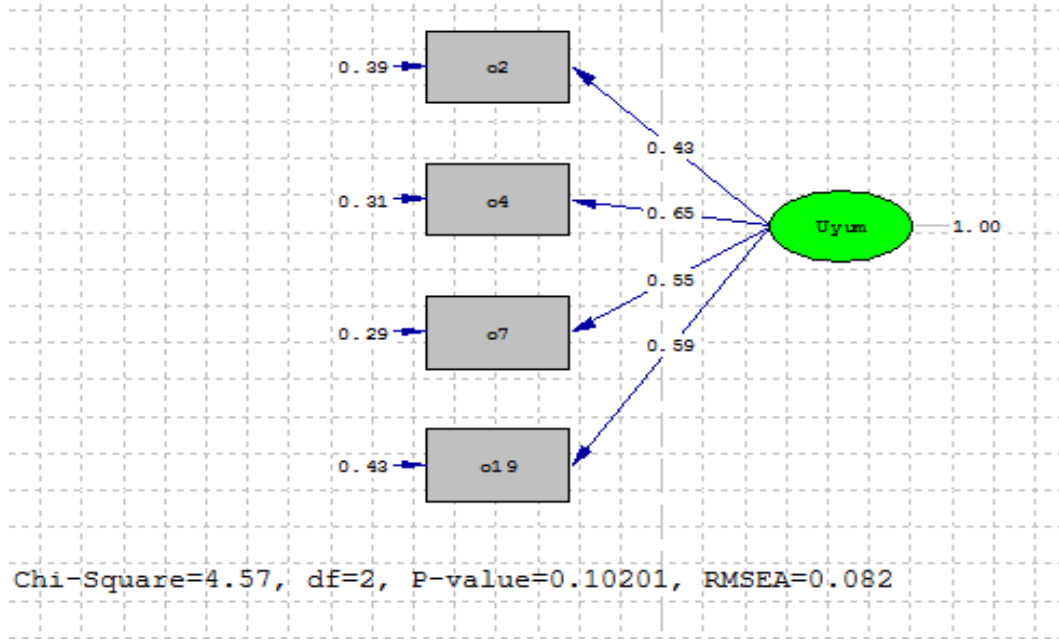 0.39
o2
0.43
0.31
o4
0.65
Uyum
1.00
0.55
0.29
o7
0.59
0.43
o19
Chi-Square=4.57, df=2, P-value=0.10201, RMSEA=0.082